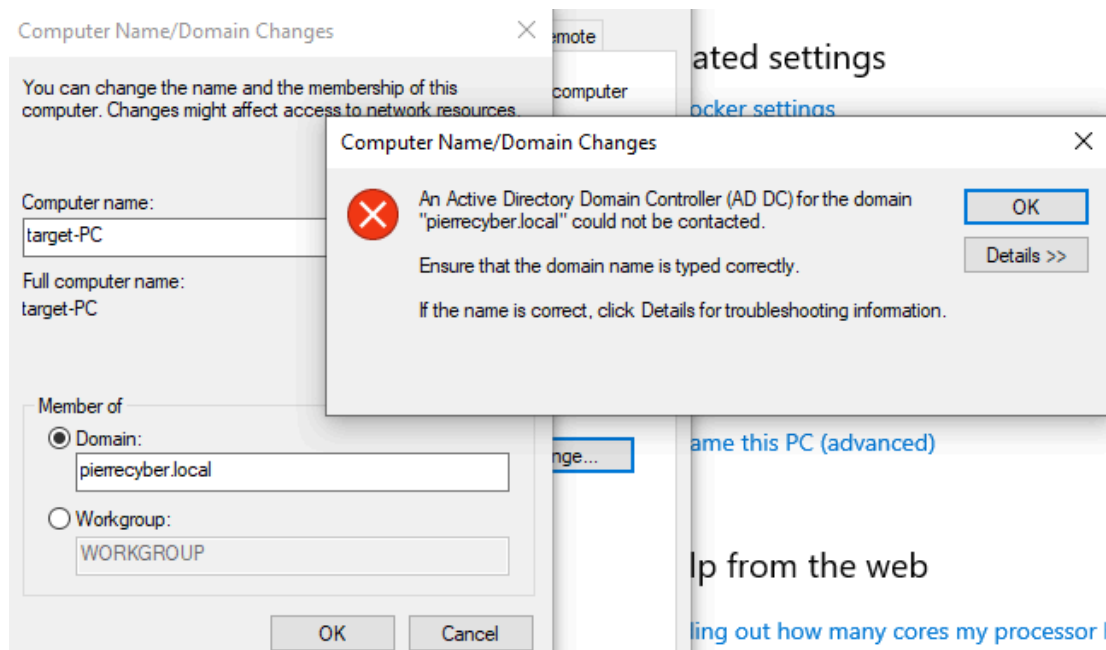 Computer Name/Domain Changes
You can change the name and the membership of this
computer. Changes might affect access to network resources.
Computer name:
target-PC
Full computer name:
target-PC
Member of
Domain:
pierrecyber.local
Workgroup:
WORKGROUP
OK
Cancel
emote
computer
nge...
Computer Name/Domain Changes
An Active Directory Domain Controller (AD DC) for the domain
"pierrecyber.local" could not be contacted.
Ensure that the domain name is typed correctly.
If the name is correct, click Details for troubleshooting information.
OK
Details >>
ated settings
ocker settings
ame this PC (advanced)
lp from the web
ling out how many cores my processor